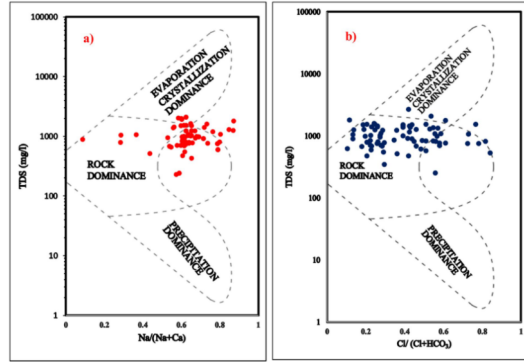 a)
100000
10000
1000
100
10
1
TDS (mg/l)
EVAPORATION
CRYSTALLIZATION
DOMINANCE
ROCK
DOMINANCE
PRECIPITATION
DOMINANCE
0 0.2 0.4 0.6 0.8 1
Na/(Na+Ca)
b)
100000
10000
1000
100
10
1
TDS (mg/l)
EVAPORATION
CRYSTALLIZATION
DOMINANCE
ROCK
DOMINANCE
PRECIPITATION
DOMINANCE
0 0.2 0.4 0.6 0.8 1
Cl/ (Cl+HCO₃)